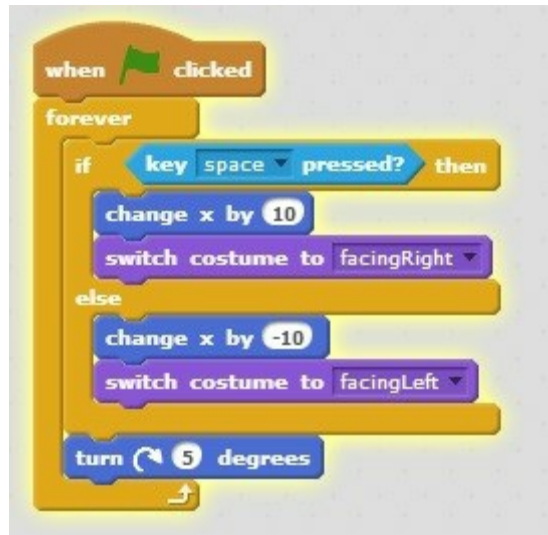 when clicked
forever
if key space pressed? then
change x by 10
switch costume to facingRight
else
change x by -10
switch costume to facingLeft
turn 5 degrees